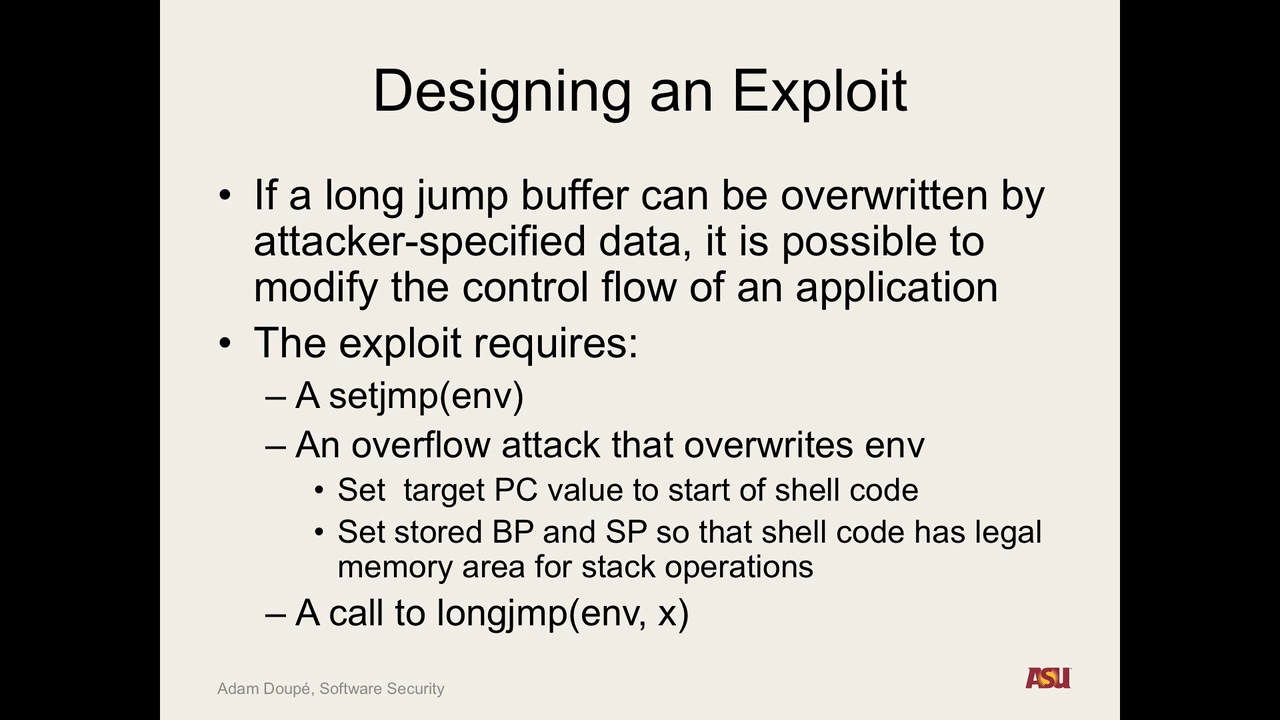 Designing an Exploit
• If a long jump buffer can be overwritten by
attacker-specified data, it is possible to
modify the control flow of an application
• The exploit requires:
– A setjmp(env)
– An overflow attack that overwrites env
• Set  target PC value to start of shell code
• Set stored BP and SP so that shell code has legal
memory area for stack operations
– A call to longjmp(env, x)
Adam Doupé, Software Security
ASU